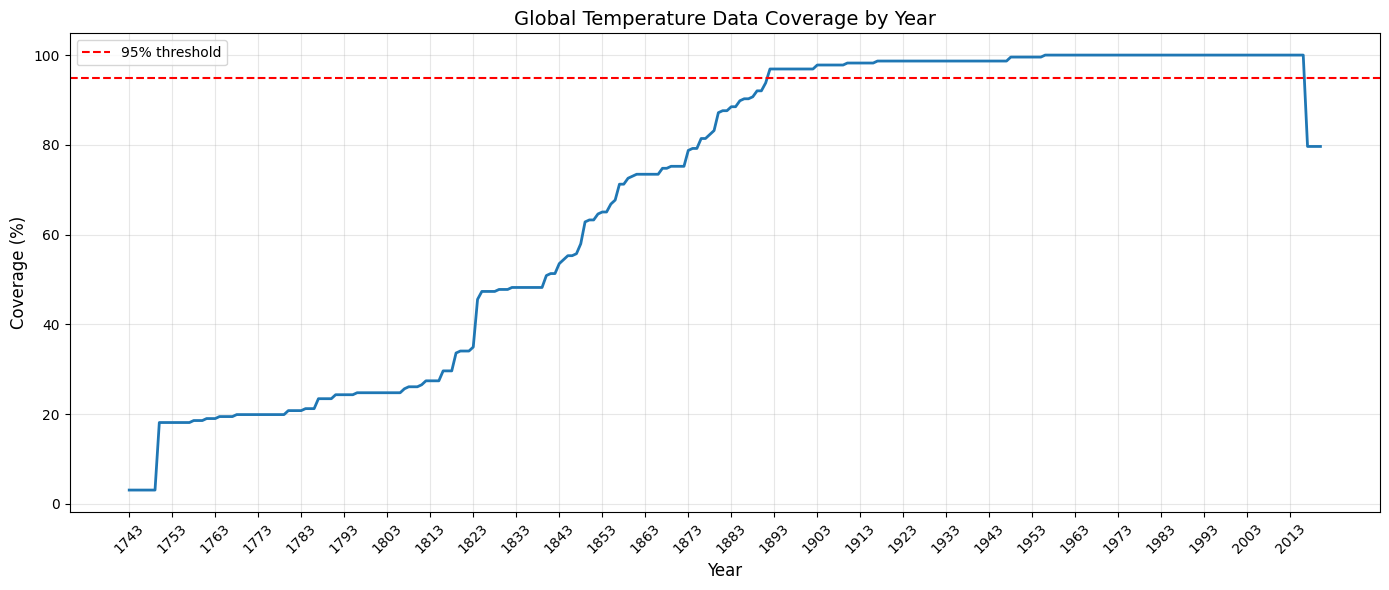 Global Temperature Data Coverage by Year
95% threshold
100
80
60
40
20
0
Coverage (%)
1743 1753 1763 1773 1783 1793 1803 1813 1823 1833 1843 1853 1863 1873 1883 1893 1903 1913 1923 1933 1943 1953 1963 1973 1983 1993 2003 2013
Year